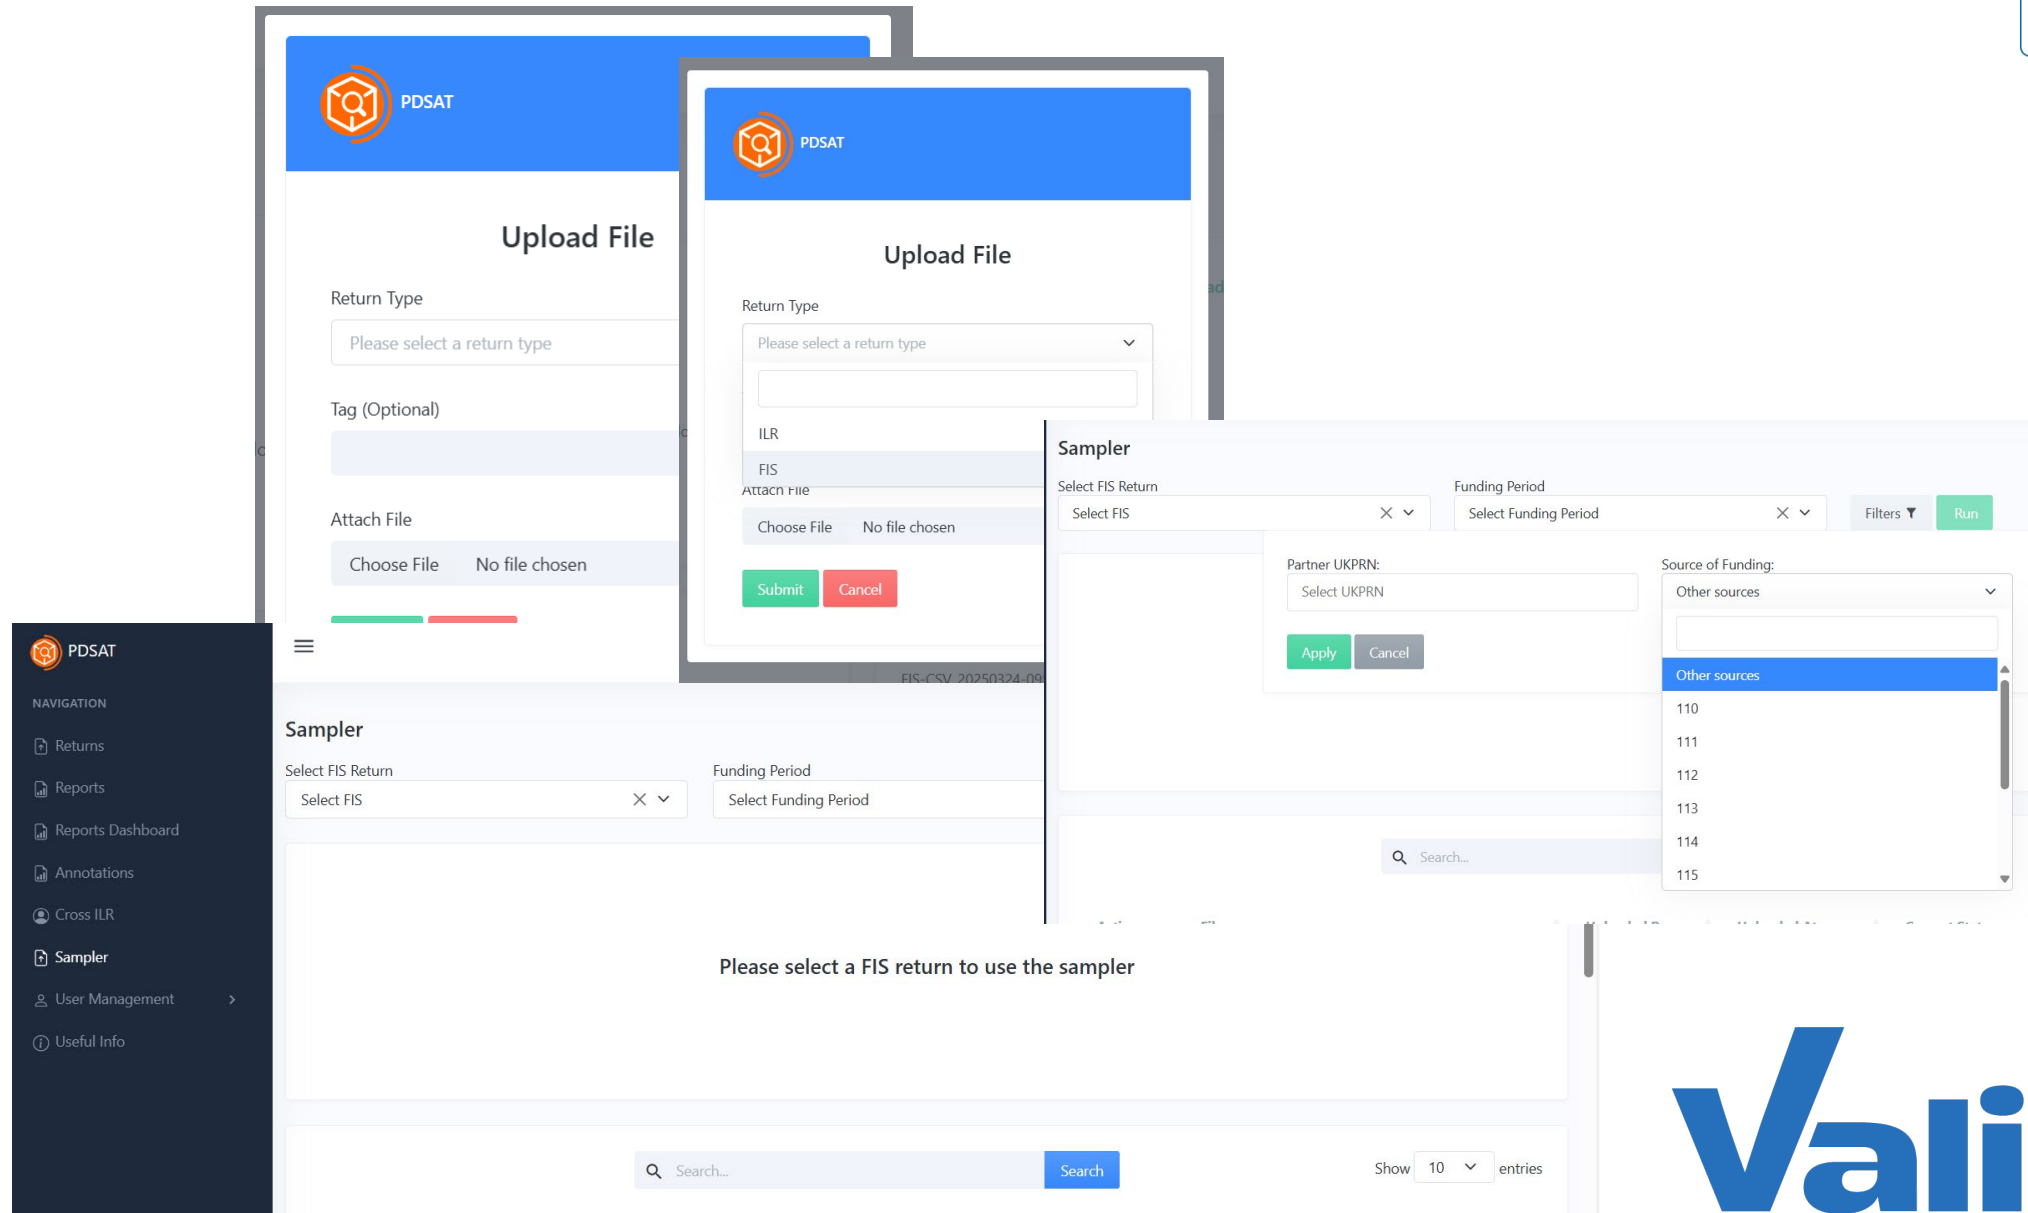 PDSAT
Upload File
Return Type
Please select a return type
Tag (Optional)
Attach File
Choose File No file chosen
PDSAT
Upload File
Return Type
Please select a return type
ILR
FIS
Attach File
Choose File No file chosen
Submit Cancel
Sampler
Select FIS Return
Select FIS
Funding Period
Select Funding Period
Filters
Run
Partner UKPRN:
Select UKPRN
Apply Cancel
Source of Funding:
Other sources
Other sources
110
111
112
113
114
115
Search...
PDSAT
NAVIGATION
Returns
Reports
Reports Dashboard
Annotations
Cross ILR
Sampler
User Management
Useful Info
Sampler
Select FIS Return
Select FIS
Funding Period
Select Funding Period
Please select a FIS return to use the sampler
Search...
Search
Show 10 entries
Vali